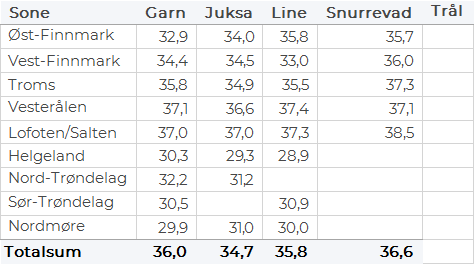 Sone Garn Juksa Line Snurrevad Trål
Øst-Finnmark 32,9 34,0 35,8 35,7
Vest-Finnmark 34,4 34,5 33,0 36,0
Troms 35,8 34,9 35,5 37,3
Vesterålen 37,1 36,6 37,4 37,1
Lofoten/Salten 37,0 37,0 37,3 38,5
Helgeland 30,3 29,3 28,9
Nord-Trøndelag 32,2 31,2
Sør-Trøndelag 30,5 30,9
Nordmøre 29,9 31,0 30,0
Totalsum 36,0 34,7 35,8 36,6